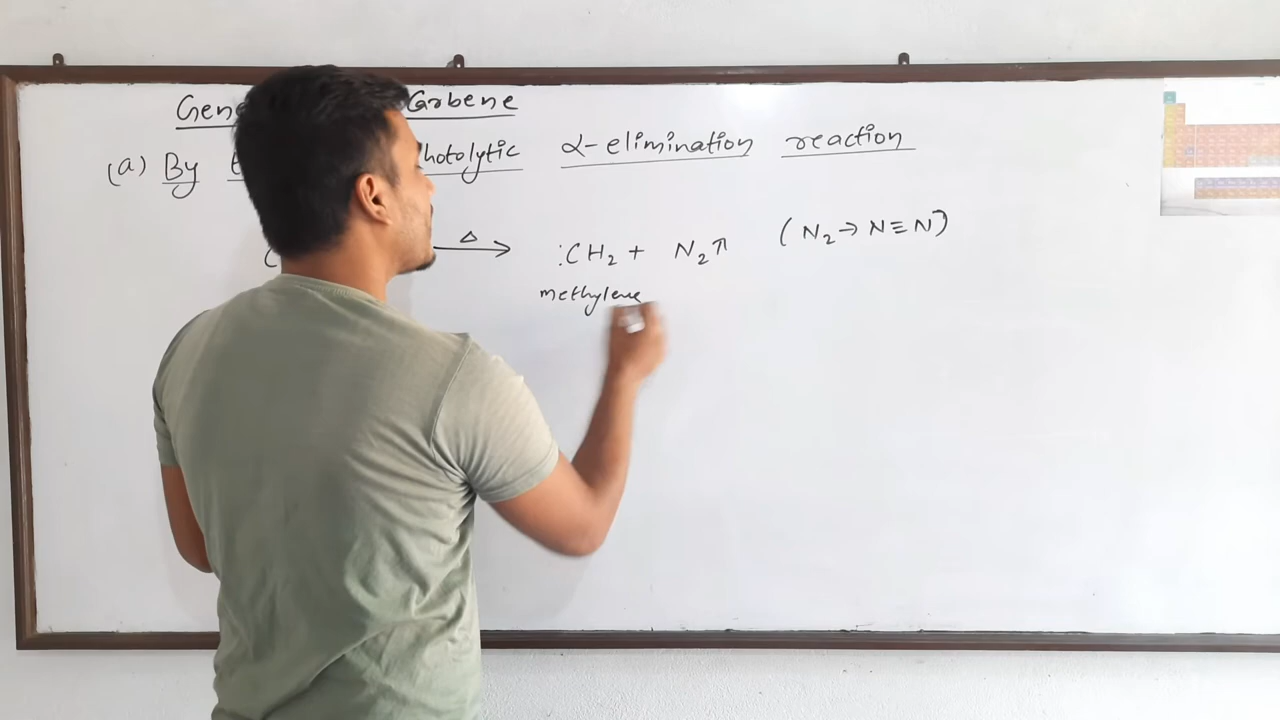 Gene Carbene
(a) By hotolytic α-elimination reaction
( Δ → :CH₂ + N₂↑ (N₂→N≡N)
methylene